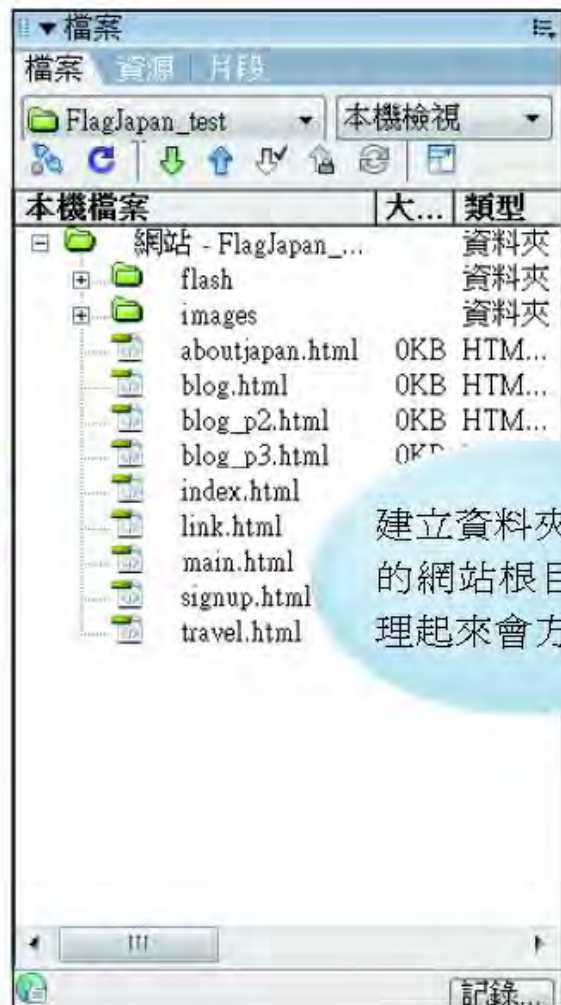 檔案
檔案 資源 片段
FlagJapan_test 本機檢視
本機檔案 大... 類型
網站 - FlagJapan_... 資料夾
flash 資料夾
images 資料夾
aboutjapan.html 0KB HTM...
blog.html 0KB HTM...
blog_p2.html 0KB HTM...
blog_p3.html 0KB
index.html
link.html
main.html
signup.html
travel.html
建立資料夾
的網站根目
理起來會方
記錄...